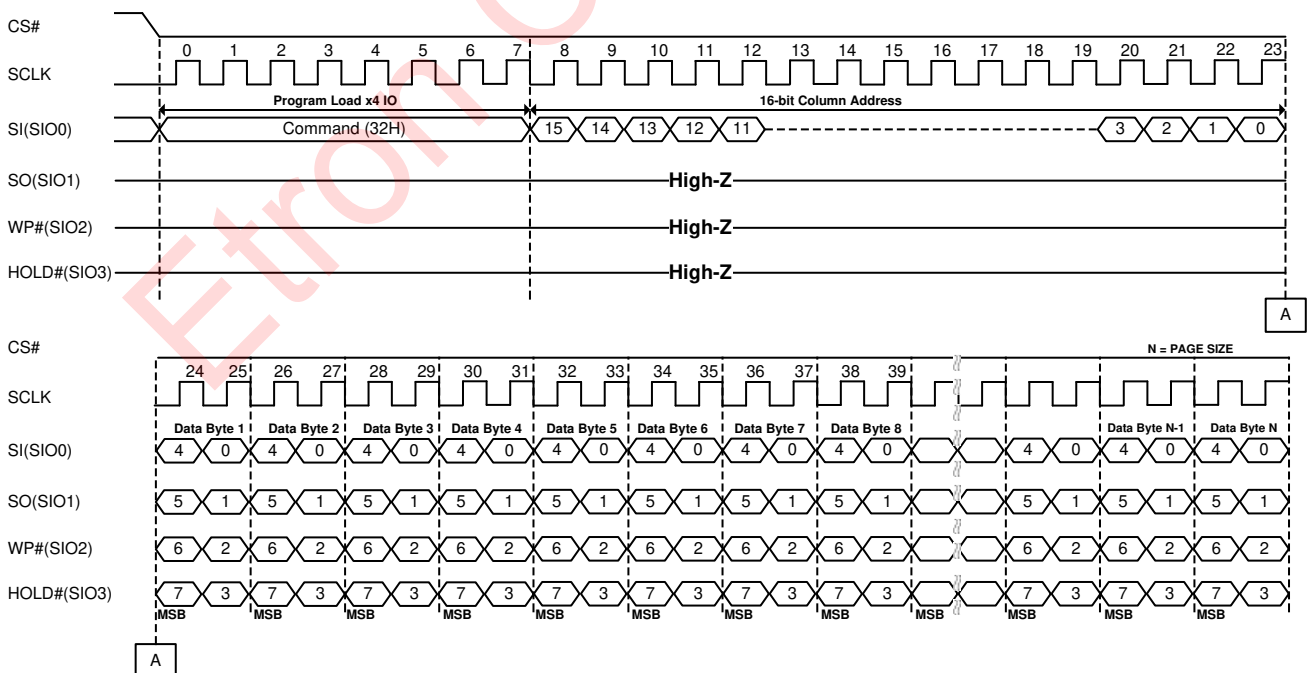 CS#
0 1 2 3 4 5 6 7 8 9 10 11 12 13 14 15 16 17 18 19 20 21 22 23
SCLK
Program Load x4 IO 16-bit Column Address
SI(SIO0) Command (32H) 15 14 13 12 11 3 2 1 0
SO(SIO1) High-Z
WP#(SIO2) High-Z
HOLD#(SIO3) High-Z
A
CS#
N = PAGE SIZE
24 25 26 27 28 29 30 31 32 33 34 35 36 37 38 39
SCLK
Data Byte 1 Data Byte 2 Data Byte 3 Data Byte 4 Data Byte 5 Data Byte 6 Data Byte 7 Data Byte 8 Data Byte N-1 Data Byte N
SI(SIO0) 4 0 4 0 4 0 4 0 4 0 4 0 4 0 4 0 4 0 4 0 4 0
SO(SIO1) 5 1 5 1 5 1 5 1 5 1 5 1 5 1 5 1 5 1 5 1 5 1
WP#(SIO2) 6 2 6 2 6 2 6 2 6 2 6 2 6 2 6 2 6 2 6 2 6 2
HOLD#(SIO3) 7 3 7 3 7 3 7 3 7 3 7 3 7 3 7 3 7 3 7 3 7 3
MSB MSB MSB MSB MSB MSB MSB MSB MSB MSB MSB MSB
A
Etron